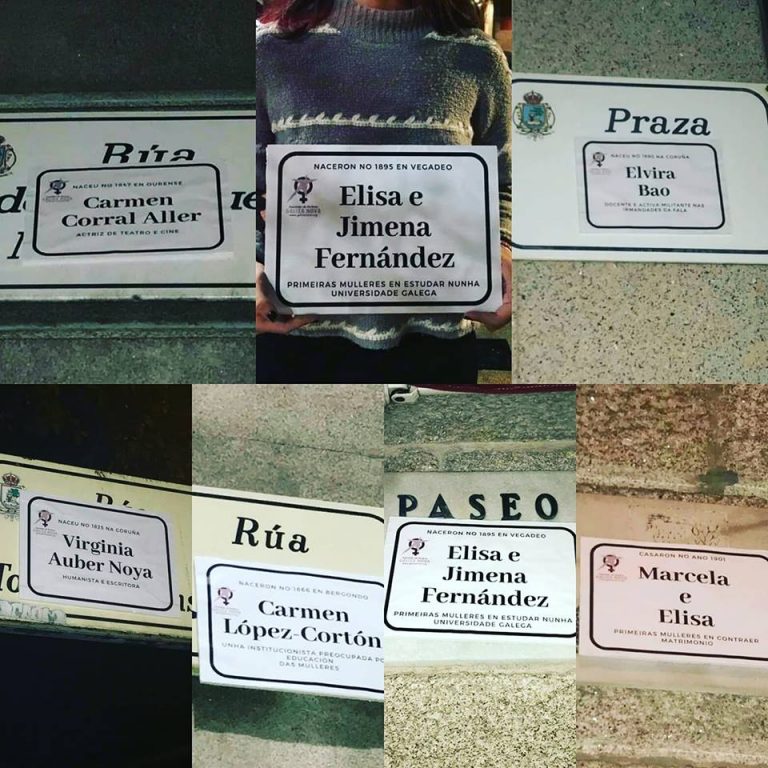 Rúa
NACEU NO 1847 EN OURENSE
Carmen
Corral Aller
ACTRIZ DE TEATRO E CINE
NACERON NO 1895 EN VEGADEO
Elisa e
Jimena
Fernández
PRIMEIRAS MULLERES EN ESTUDAR NUNHA
UNIVERSIDADE GALEGA
Praza
NACEU NO 1890 NA CORUÑA
Elvira
Bao
DOCENTE E ACTIVA MILITANTE NAS
IRMANDADES DA FALA
NACEU NO 1825 NA CORUÑA
Virginia
Auber Noya
HUMANISTA E ESCRITORA
Rúa
NACERON NO 1866 EN BERGONDO
Carmen
López-Cortón
UNHA INSTITUCIONISTA PREOCUPADA PO
EDUCACIÓN
DAS MULLERES
PASEO
NACERON NO 1895 EN VEGADEO
Elisa e
Jimena
Fernández
PRIMEIRAS MULLERES EN ESTUDAR NUNHA
UNIVERSIDADE GALEGA
CASARON NO ANO 1901
Marcela
e
Elisa
PRIMEIRAS MULLERES EN CONTRAER
MATRIMONIO